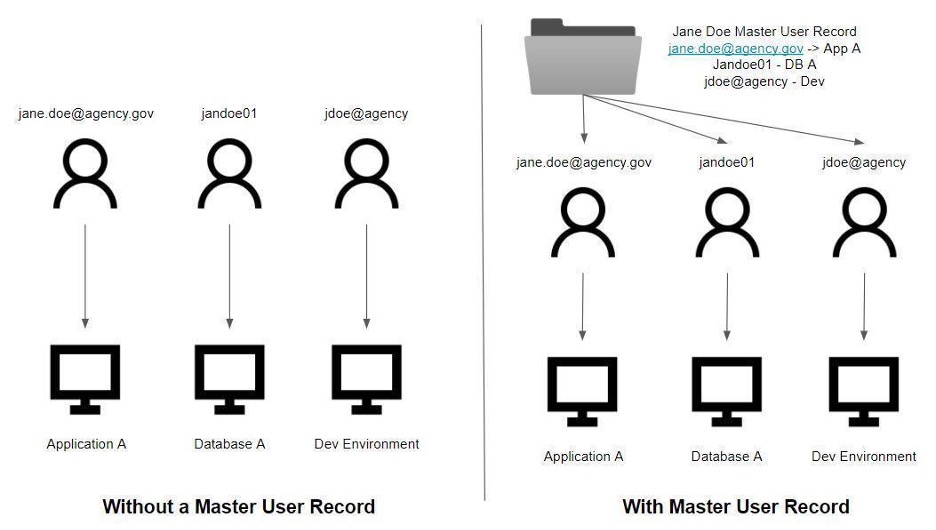 jane.doe@agency.gov
jandoe01
jdoe@agency
Application A
Database A
Dev Environment
Without a Master User Record
Jane Doe Master User Record
jane.doe@agency.gov -> App A
Jandoe01 - DB A
jdoe@agency - Dev
jane.doe@agency.gov
jandoe01
jdoe@agency
Application A
Database A
Dev Environment
With Master User Record